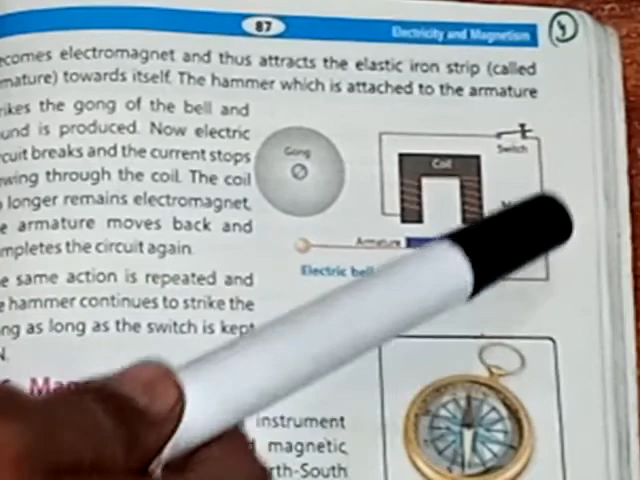 87
Electricity and Magnetism
comes electromagnet and thus attracts the elastic iron strip (called
mature) towards itself. The hammer which is attached to the armature
ikes the gong of the bell and
und is produced. Now electric
cuit breaks and the current stops
wing through the coil. The coil
longer remains electromagnet,
e armature moves back and
mpletes the circuit again.
e same action is repeated and
e hammer continues to strike the
ng as long as the switch is kept
N.
Gong
Switch
Coil
Armature
Electric bell
instrument
magnetic
rth-South